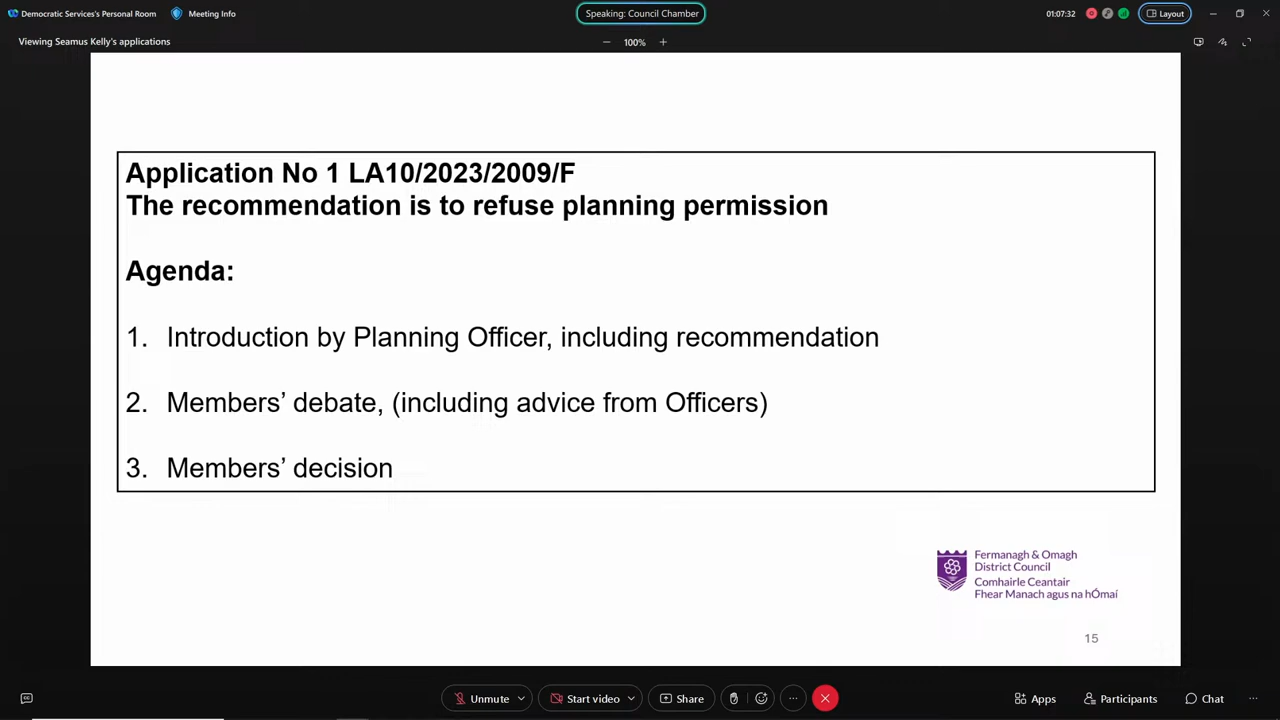 Democratic Services's Personal Room
Meeting Info
Speaking: Council Chamber
01:07:32
Layout
Viewing Seamus Kelly's applications
100%
Application No 1 LA10/2023/2009/F
The recommendation is to refuse planning permission
Agenda:
1. Introduction by Planning Officer, including recommendation
2. Members’ debate, (including advice from Officers)
3. Members’ decision
Fermanagh & Omagh
District Council
Comhairle Ceantair
Fhear Manach agus na hÓmaí
15
Unmute
Start video
Share
Apps
Participants
Chat